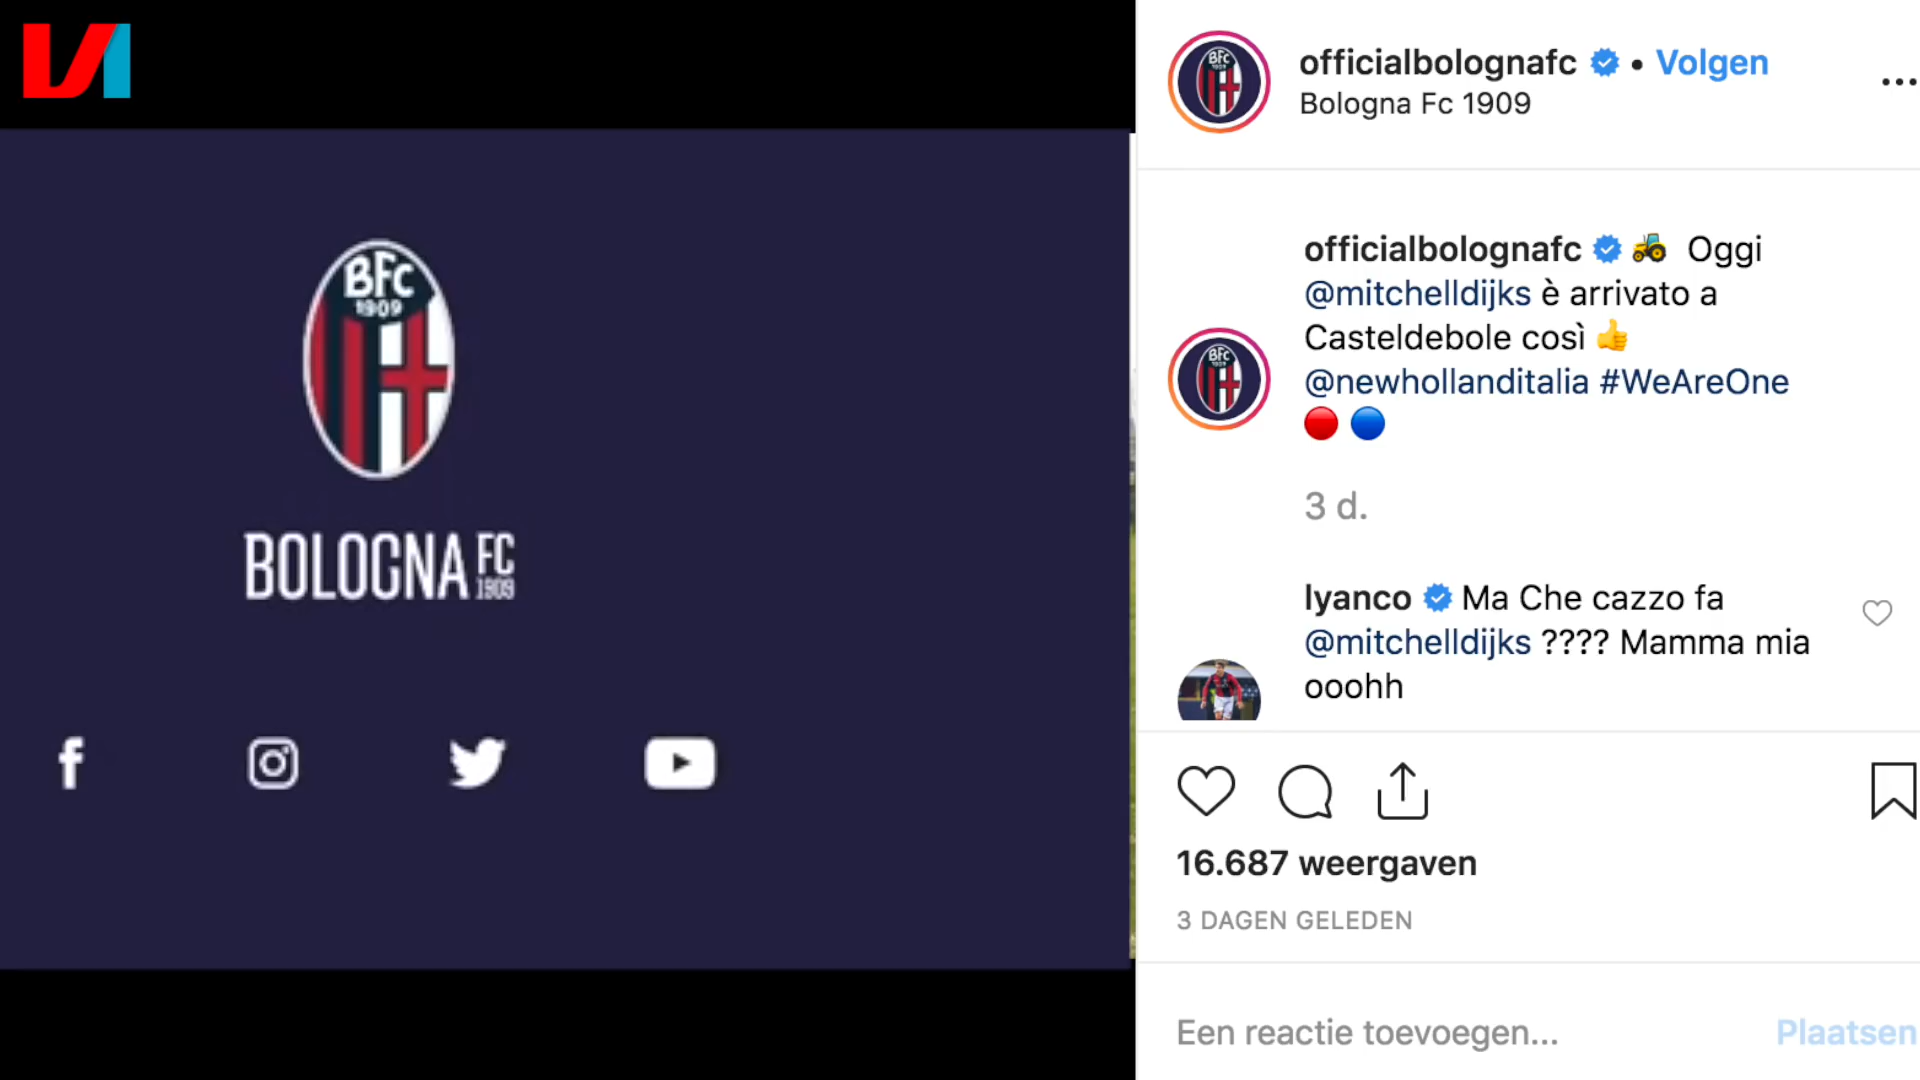 VI
BFC
1909
BOLOGNA FC
1909
officialbolognafc • Volgen
Bologna Fc 1909
officialbolognafc 🚜 Oggi
@mitchelldijks è arrivato a
Casteldebole così 👍
@newhollanditalia #WeAreOne
🔴 🔵
3 d.
lyanco Ma Che cazzo fa
@mitchelldijks ???? Mamma mia
ooohh
16.687 weergaven
3 DAGEN GELEDEN
Een reactie toevoegen...
Plaatsen